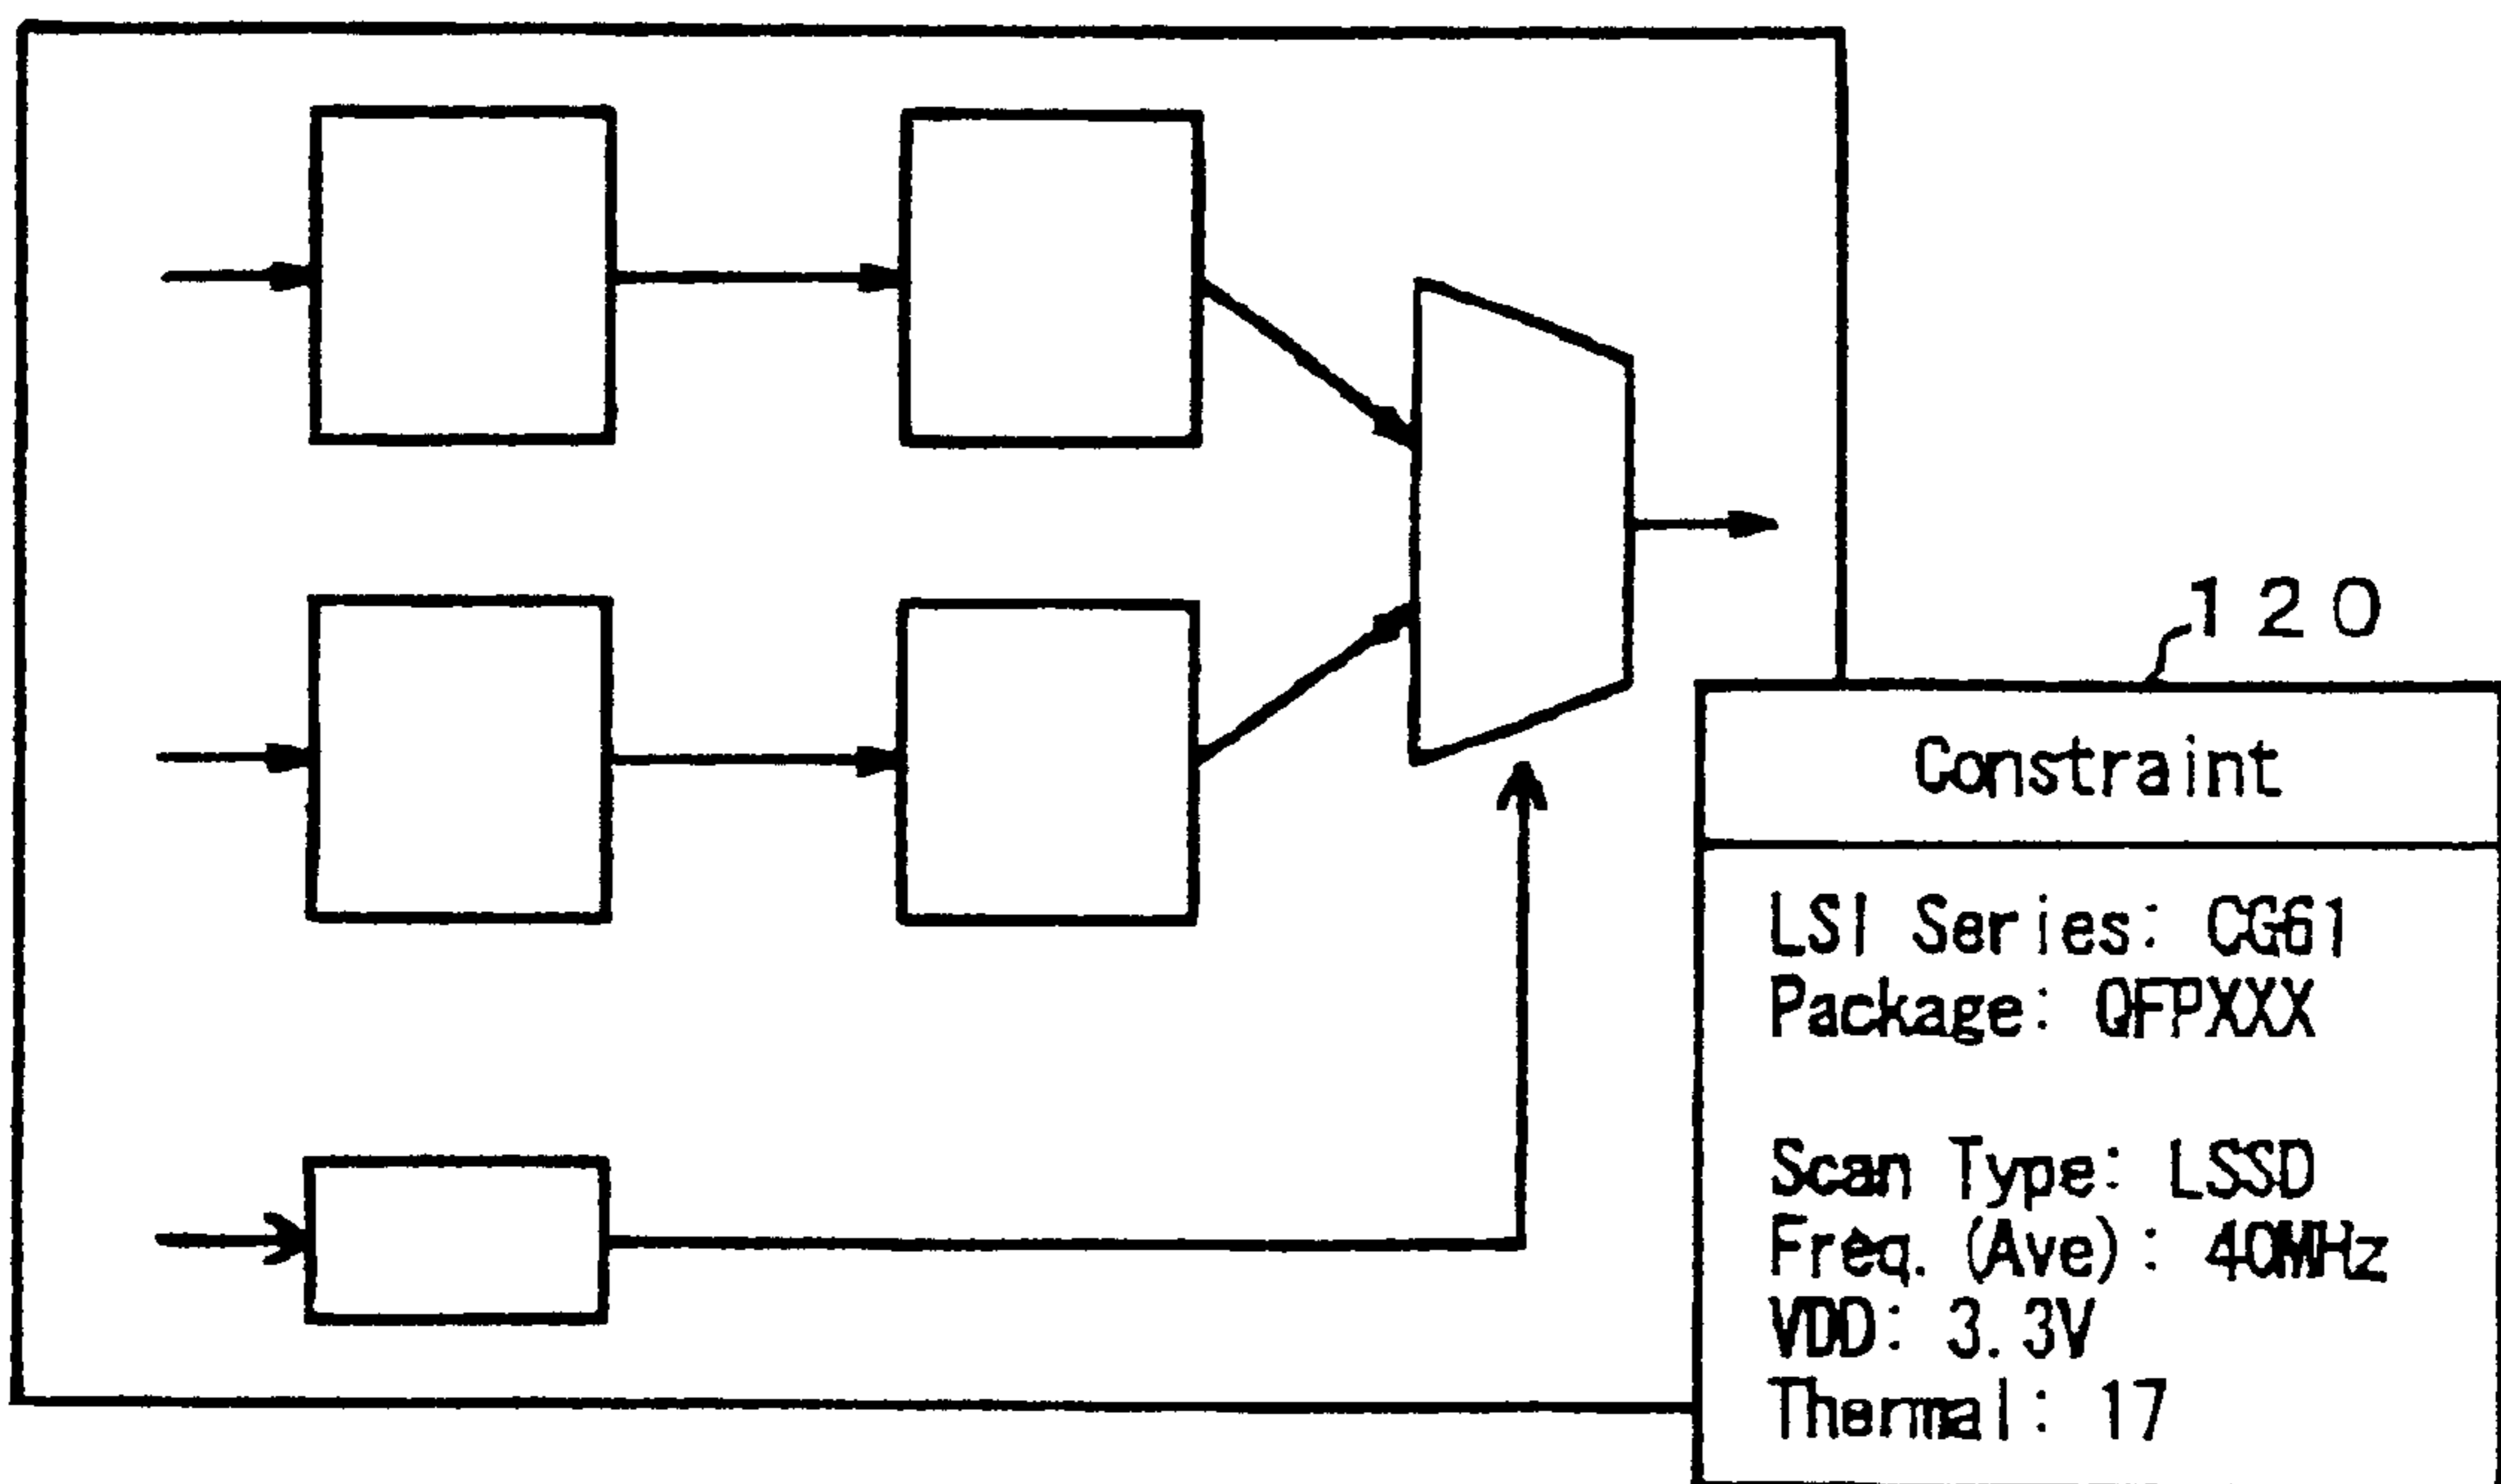 120
Constraint
LSI Series: CG61
Package: QFPXXX
Scan Type: LSSD
Freq. (Ave): 40MHz
VDD: 3.3V
Thermal: 17